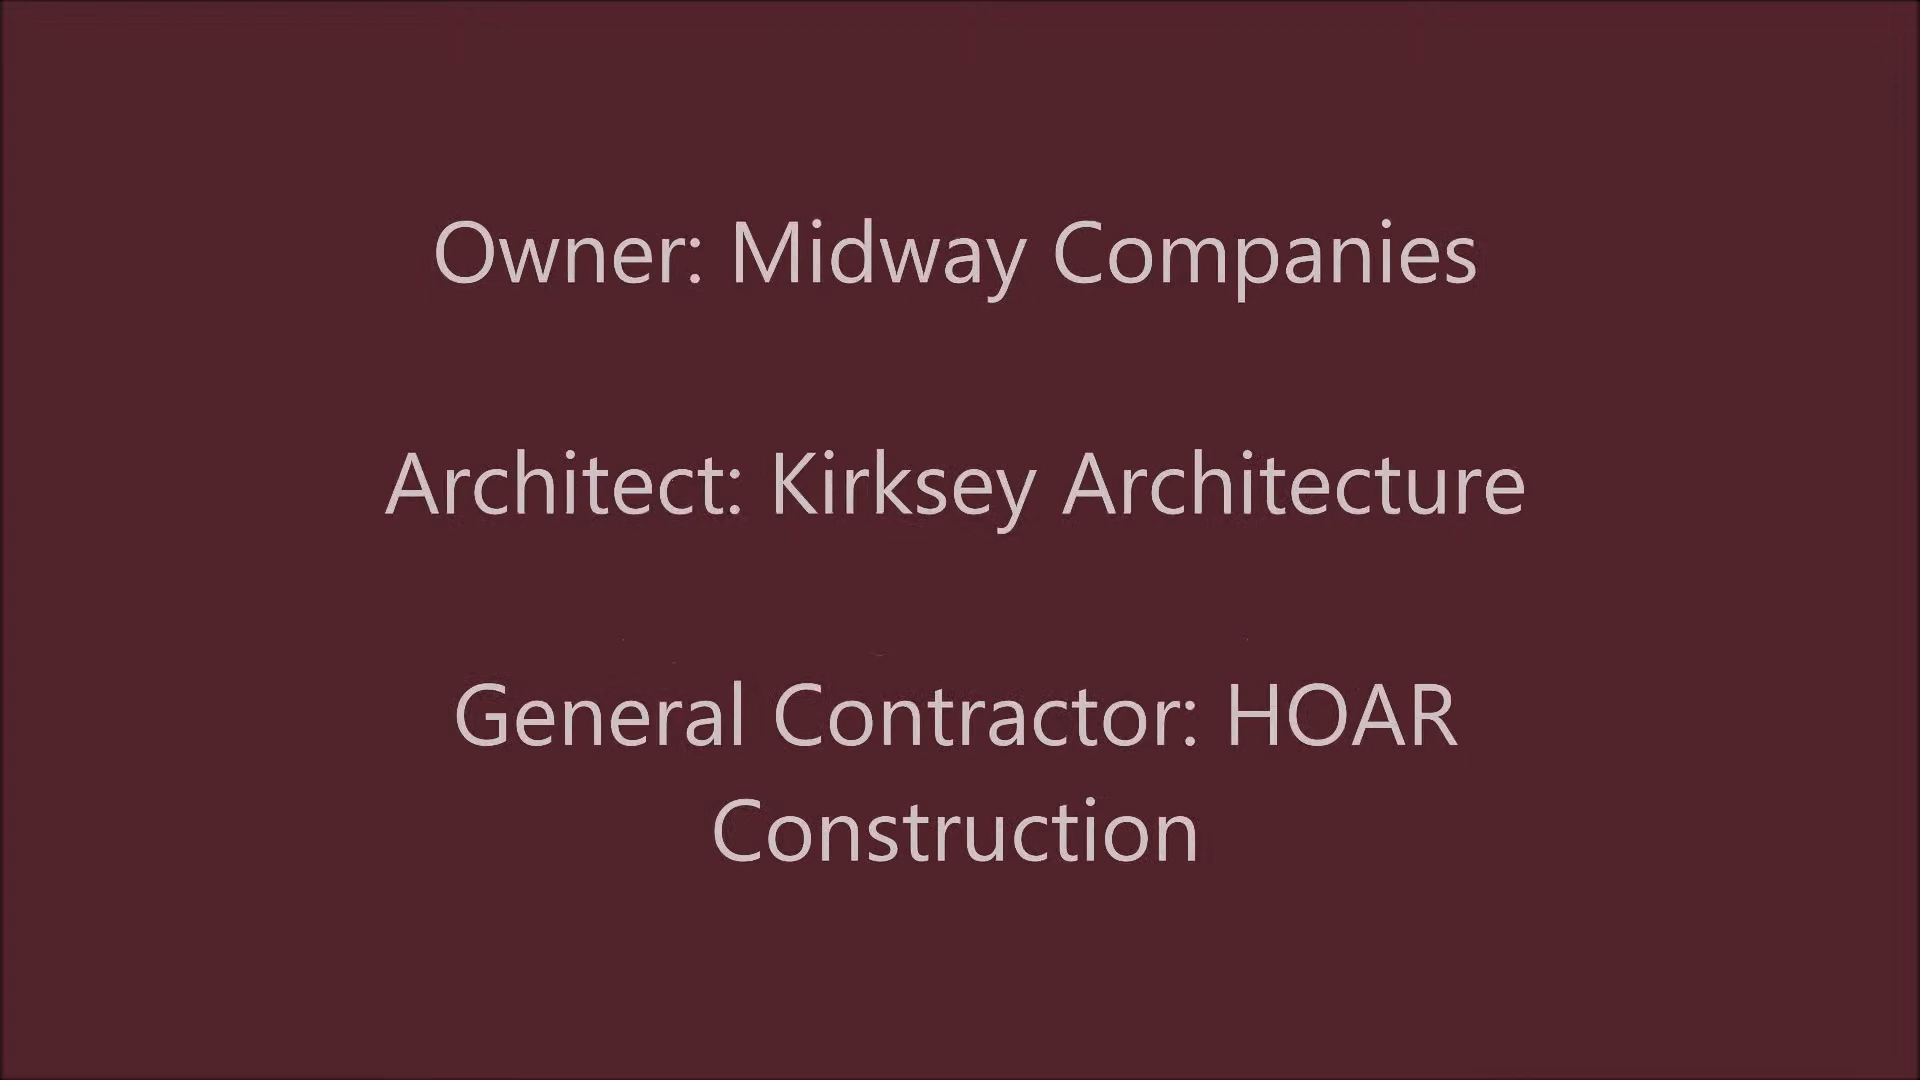 Owner: Midway Companies
Architect: Kirksey Architecture
General Contractor: HOAR
Construction